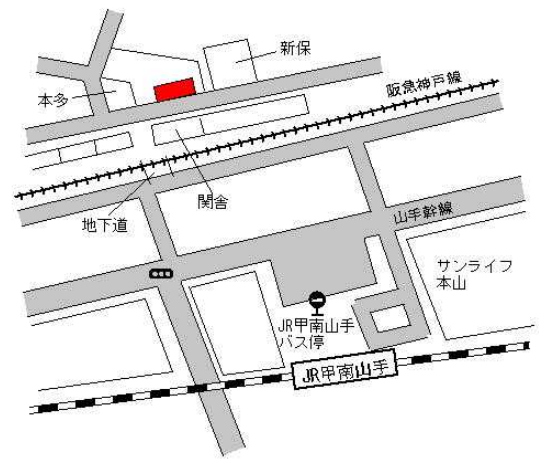 新保
本多
阪急神戸線
関舎
地下道
山手幹線
サンライフ
本山
JR甲南山手
バス停
JR甲南山手